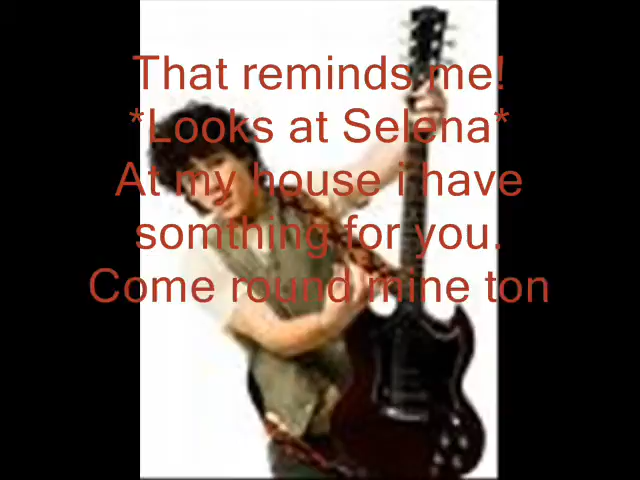 That reminds me!
*Looks at Selena*
At my house i have
somthing for you.
Come round mine ton